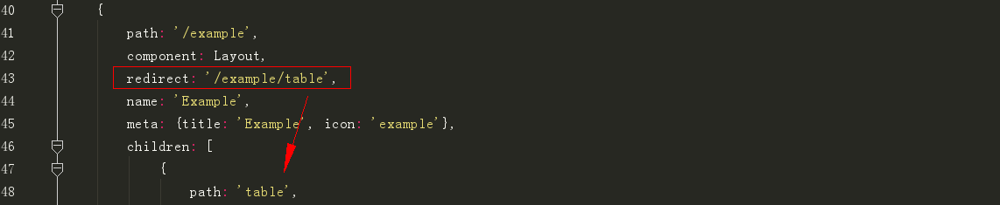 40 {
41 path: '/example',
42 component: Layout,
43 redirect: '/example/table',
44 name: 'Example',
45 meta: {title: 'Example', icon: 'example'},
46 children: [
47 {
48 path: 'table',